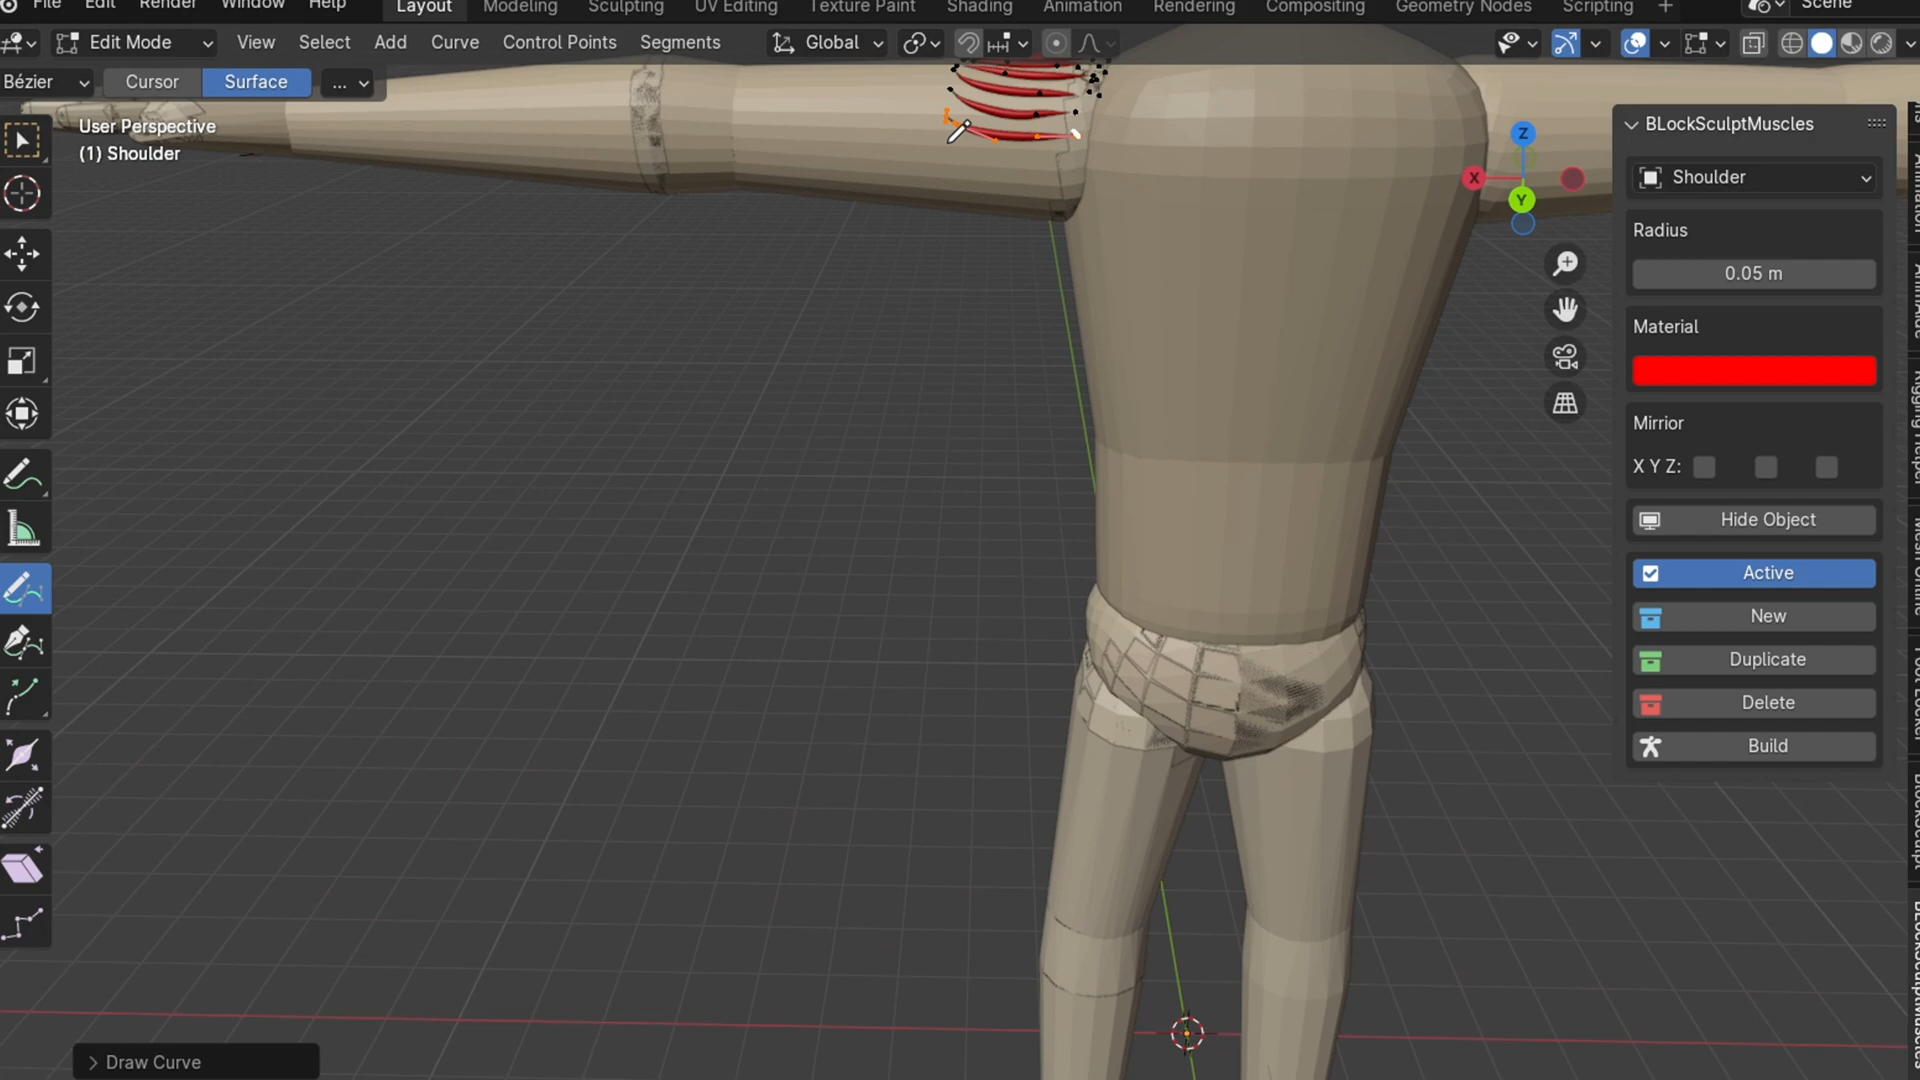 File Edit Render Window Help Layout Modeling Sculpting UV Editing Texture Paint Shading Animation Rendering Compositing Geometry Nodes Scripting + Scene
Edit Mode View Select Add Curve Control Points Segments Global
Bézier Cursor Surface ...
User Perspective
(1) Shoulder
Z
X
Y
BLockSculptMuscles
Shoulder
Radius
0.05 m
Material
Mirrior
X Y Z:
Hide Object
Active
New
Duplicate
Delete
Build
Draw Curve